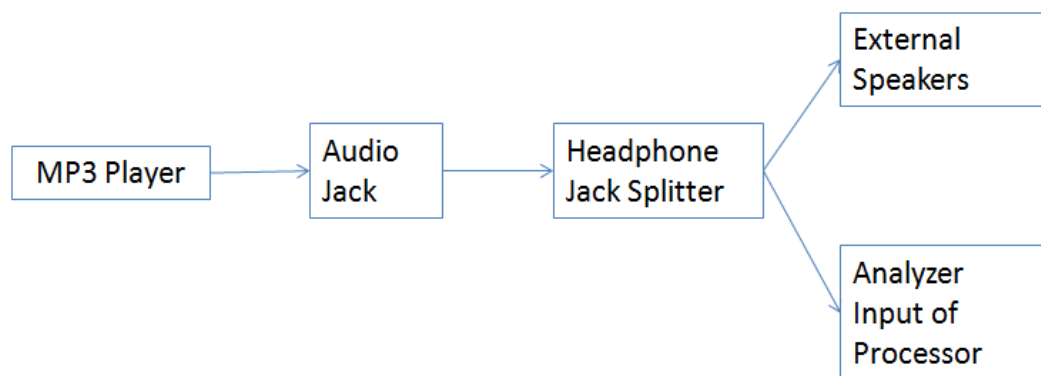 MP3 Player
Audio
Jack
Headphone
Jack Splitter
External
Speakers
Analyzer
Input of
Processor